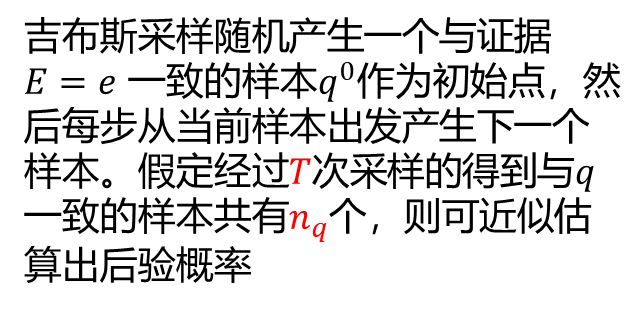 吉布斯采样随机产生一个与证据
E = e 一致的样本q⁰作为初始点，然
后每步从当前样本出发产生下一个
样本。假定经过T次采样的得到与q
一致的样本共有n_q个，则可近似估
算出后验概率